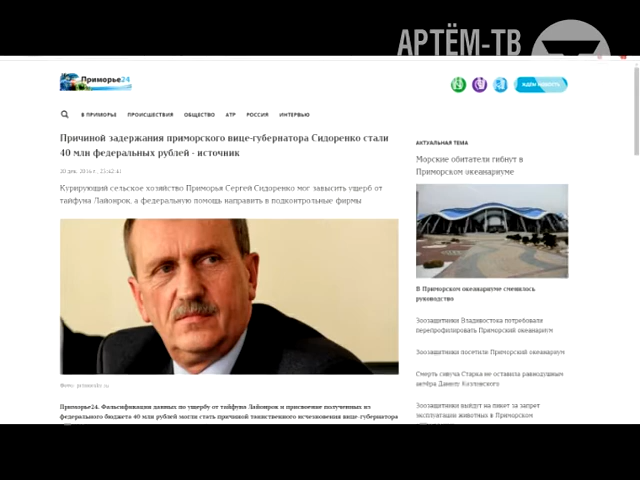 АРТЁМ-ТВ
Приморье24
В ПРИМОРЬЕ ПРОИСШЕСТВИЯ ОБЩЕСТВО АТР РОССИЯ ИНТЕРВЬЮ
Причиной задержания приморского вице-губернатора Сидоренко стали
40 млн федеральных рублей - источник
Курирующий сельское хозяйство Приморья Сергей Сидоренко мог завысить ущерб от
тайфуна Лайонрок, а федеральную помощь направить в подконтрольные фирмы
Приморье24. Фальсификация данных по ущербу от тайфуна Лайонрок и присвоение полученных из
федерального бюджета 40 млн рублей могли стать причиной таинственного исчезновения вице-губернатора
АКТУАЛЬНАЯ ТЕМА
Морские обитатели гибнут в
Приморском океанариуме
В Приморском океанариуме сменилось
руководство
Зоозащитники Владивостока потребовали
перепрофилировать Приморский океанариум
Зоозащитники посетили Приморский океанариум
Смерть сивуча Старка не оставила равнодушным
актёра Данилу Козловского
Зоозащитники выйдут на пикет за запрет
эксплуатации животных в Приморском